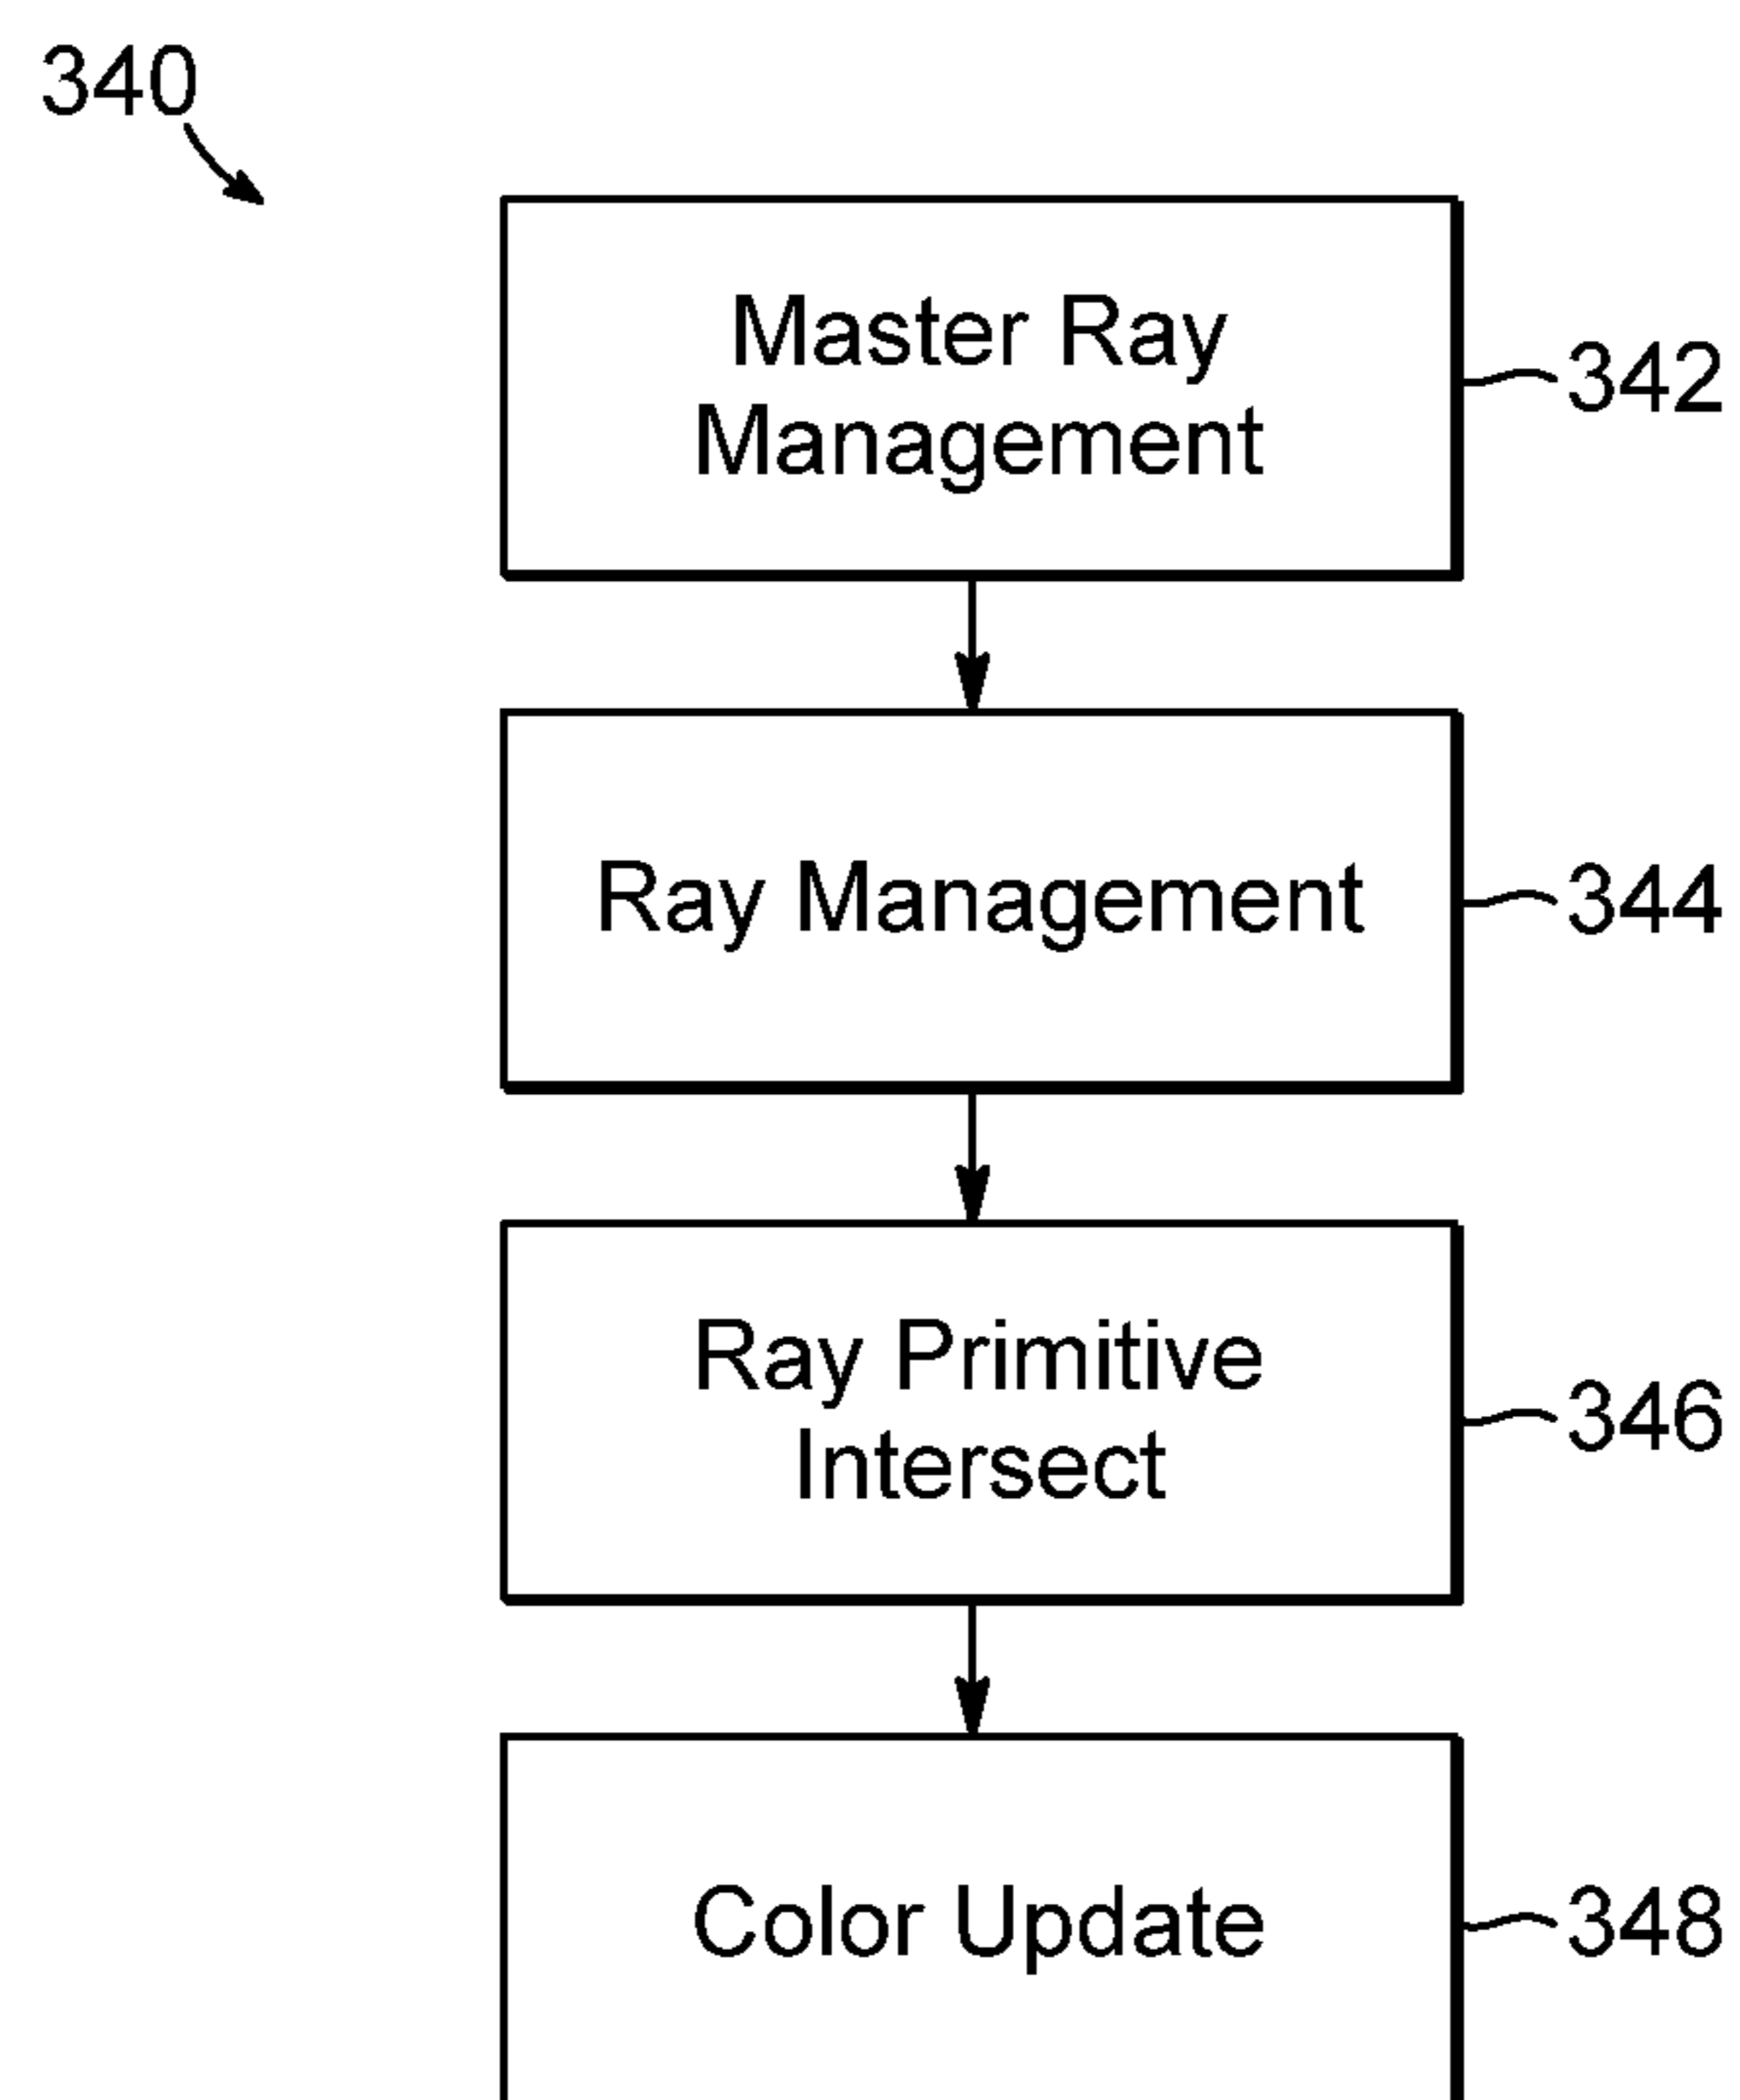 340
Master Ray
Management
342
Ray Management
344
Ray Primitive
Intersect
346
Color Update
348